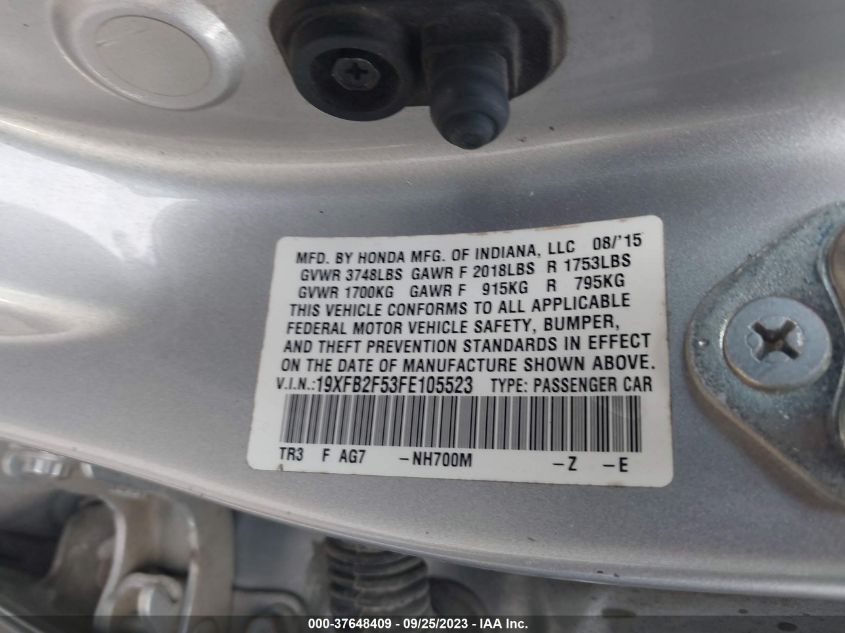 MFD. BY HONDA MFG. OF INDIANA, LLC 08/'15
GVWR 3748LBS GAWR F 2018LBS R 1753LBS
GVWR 1700KG GAWR F 915KG R 795KG
THIS VEHICLE CONFORMS TO ALL APPLICABLE
FEDERAL MOTOR VEHICLE SAFETY, BUMPER,
AND THEFT PREVENTION STANDARDS IN EFFECT
ON THE DATE OF MANUFACTURE SHOWN ABOVE.
V.I.N.:19XFB2F53FE105523 TYPE: PASSENGER CAR
TR3 F AG7 -NH700M -Z -E
000-37648409 - 09/25/2023 - © IAA Inc.